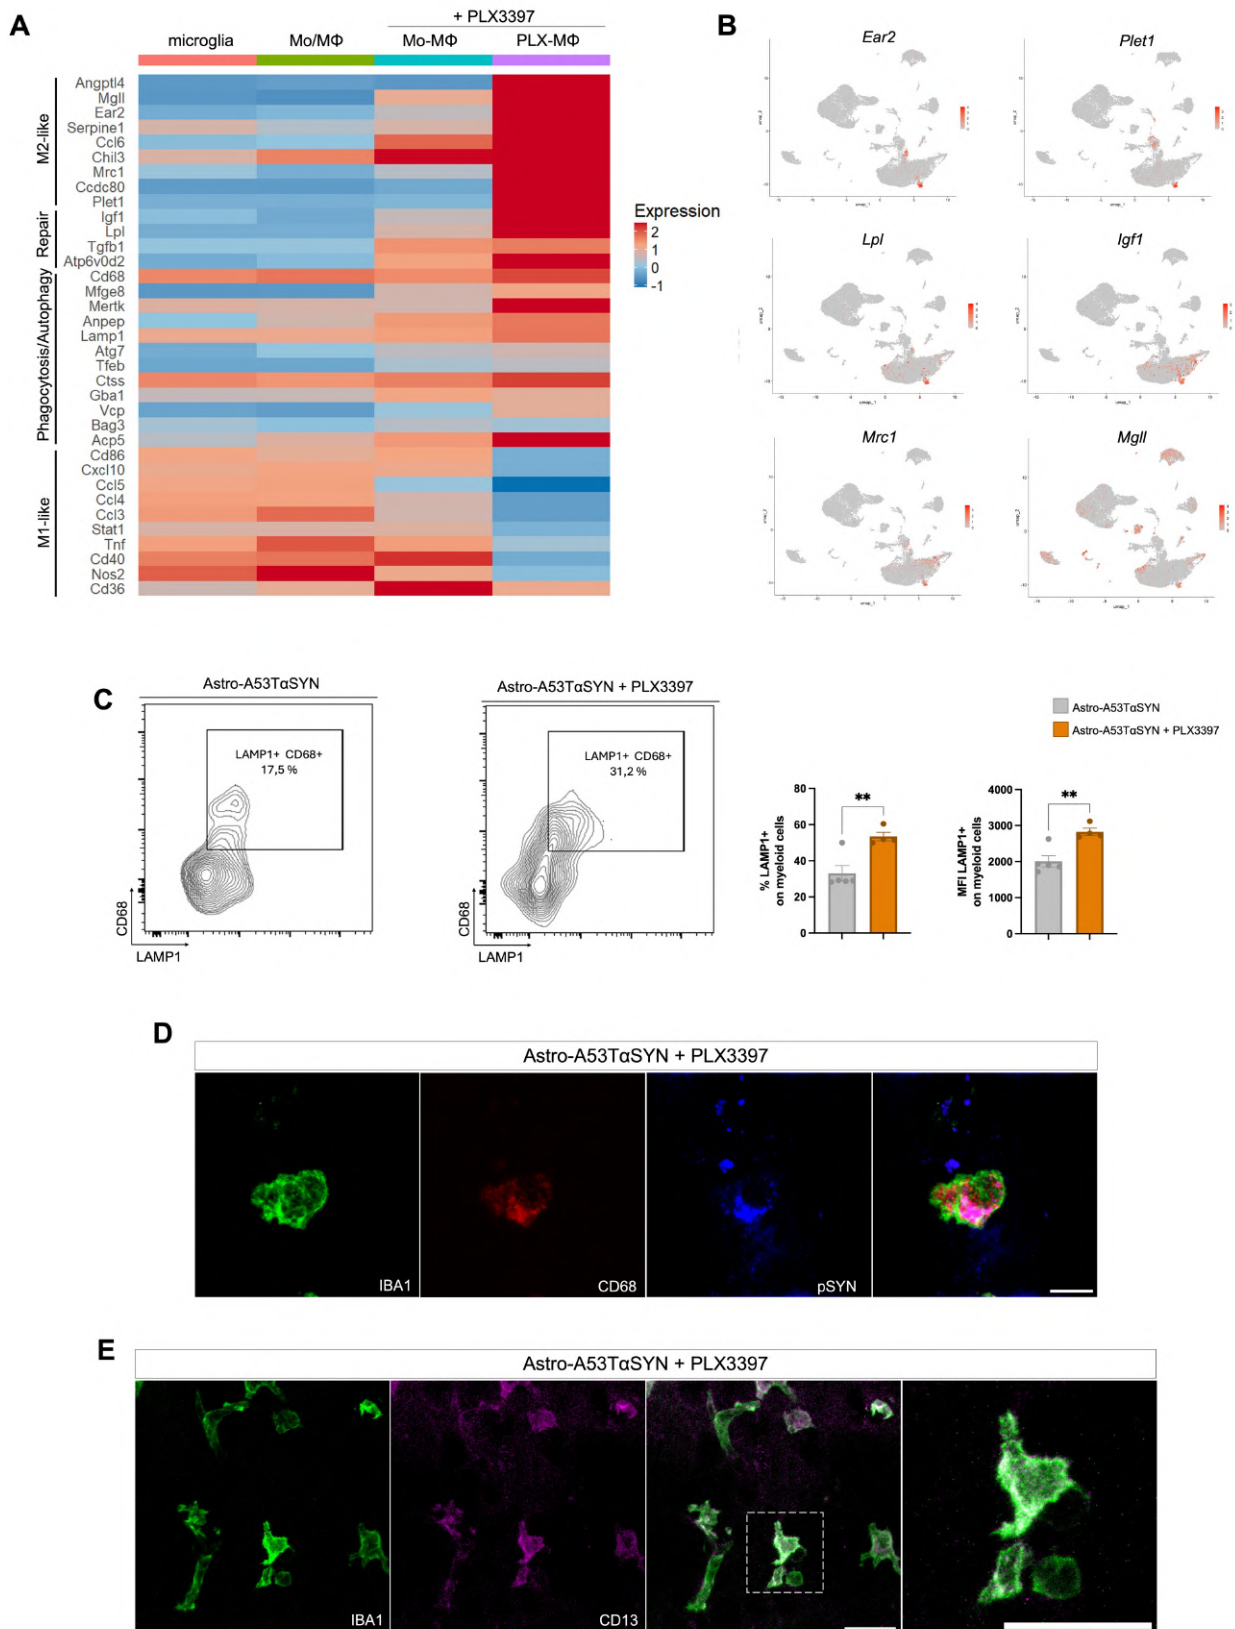 A
+ PLX3397
microglia
Mo/MΦ
Mo-MΦ
PLX-MΦ
M2-like
Angptl4
Mgll
Ear2
Serpine1
Ccl6
Chil3
Mrc1
Ccdc80
Plet1
Repair
Igf1
Lpl
Tgfb1
Atp6v0d2
Phagocytosis/Autophagy
Cd68
Mfge8
Mertk
Anpep
Lamp1
Atg7
Tfeb
Ctss
Gba1
Vcp
Bag3
Acp5
M1-like
Cd86
Cxcl10
Ccl5
Ccl4
Ccl3
Stat1
Tnf
Cd40
Nos2
Cd36
Expression
2
1
0
-1
B
Ear2
Plet1
Lpl
Igf1
Mrc1
Mgll
C
Astro-A53TαSYN
LAMP1+ CD68+
17,5 %
CD68
LAMP1
Astro-A53TαSYN + PLX3397
LAMP1+ CD68+
31,2 %
CD68
LAMP1
Astro-A53TαSYN
Astro-A53TαSYN + PLX3397
% LAMP1+
on myeloid cells
80
60
40
20
0
**
MFI LAMP1+
on myeloid cells
4000
3000
2000
1000
0
**
D
Astro-A53TαSYN + PLX3397
IBA1
CD68
pSYN
E
Astro-A53TαSYN + PLX3397
IBA1
CD13